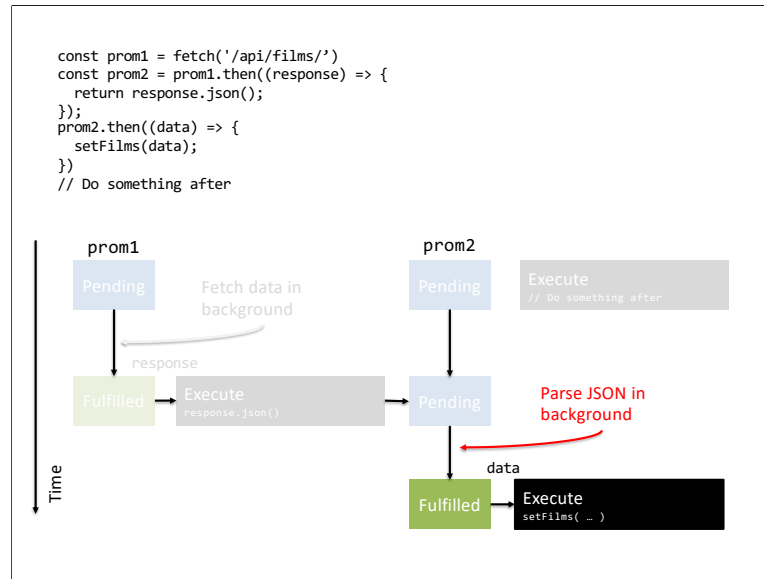 const prom1 = fetch('/api/films/’)
const prom2 = prom1.then((response) => {
  return response.json();
});
prom2.then((data) => {
  setFilms(data);
})
// Do something after
prom1
prom2
Pending
Fetch data in
background
Pending
Execute
// Do something after
response
Fulfilled
Execute
response.json()
Pending
Parse JSON in
background
data
Fulfilled
Execute
setFilms( … )
Time